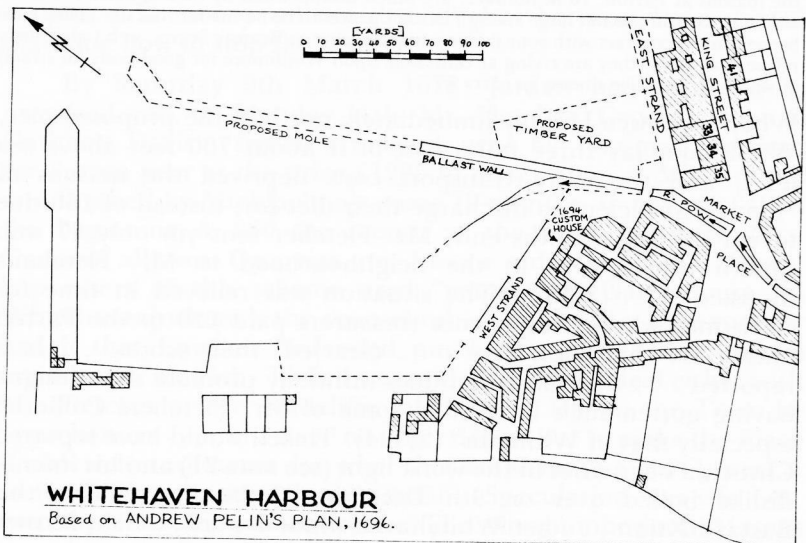 N
[YARDS]
0 10 20 30 40 50 60 70 80 90 100
PROPOSED MOLE
PROPOSED
TIMBER YARD
BALLAST WALL
EAST STRAND
KING STREET
41
33 34 35
MARKET
PLACE
R. POW
1694
CUSTOM
HOUSE
WEST STRAND
WHITEHAVEN HARBOUR
Based on ANDREW PELIN'S PLAN, 1696.